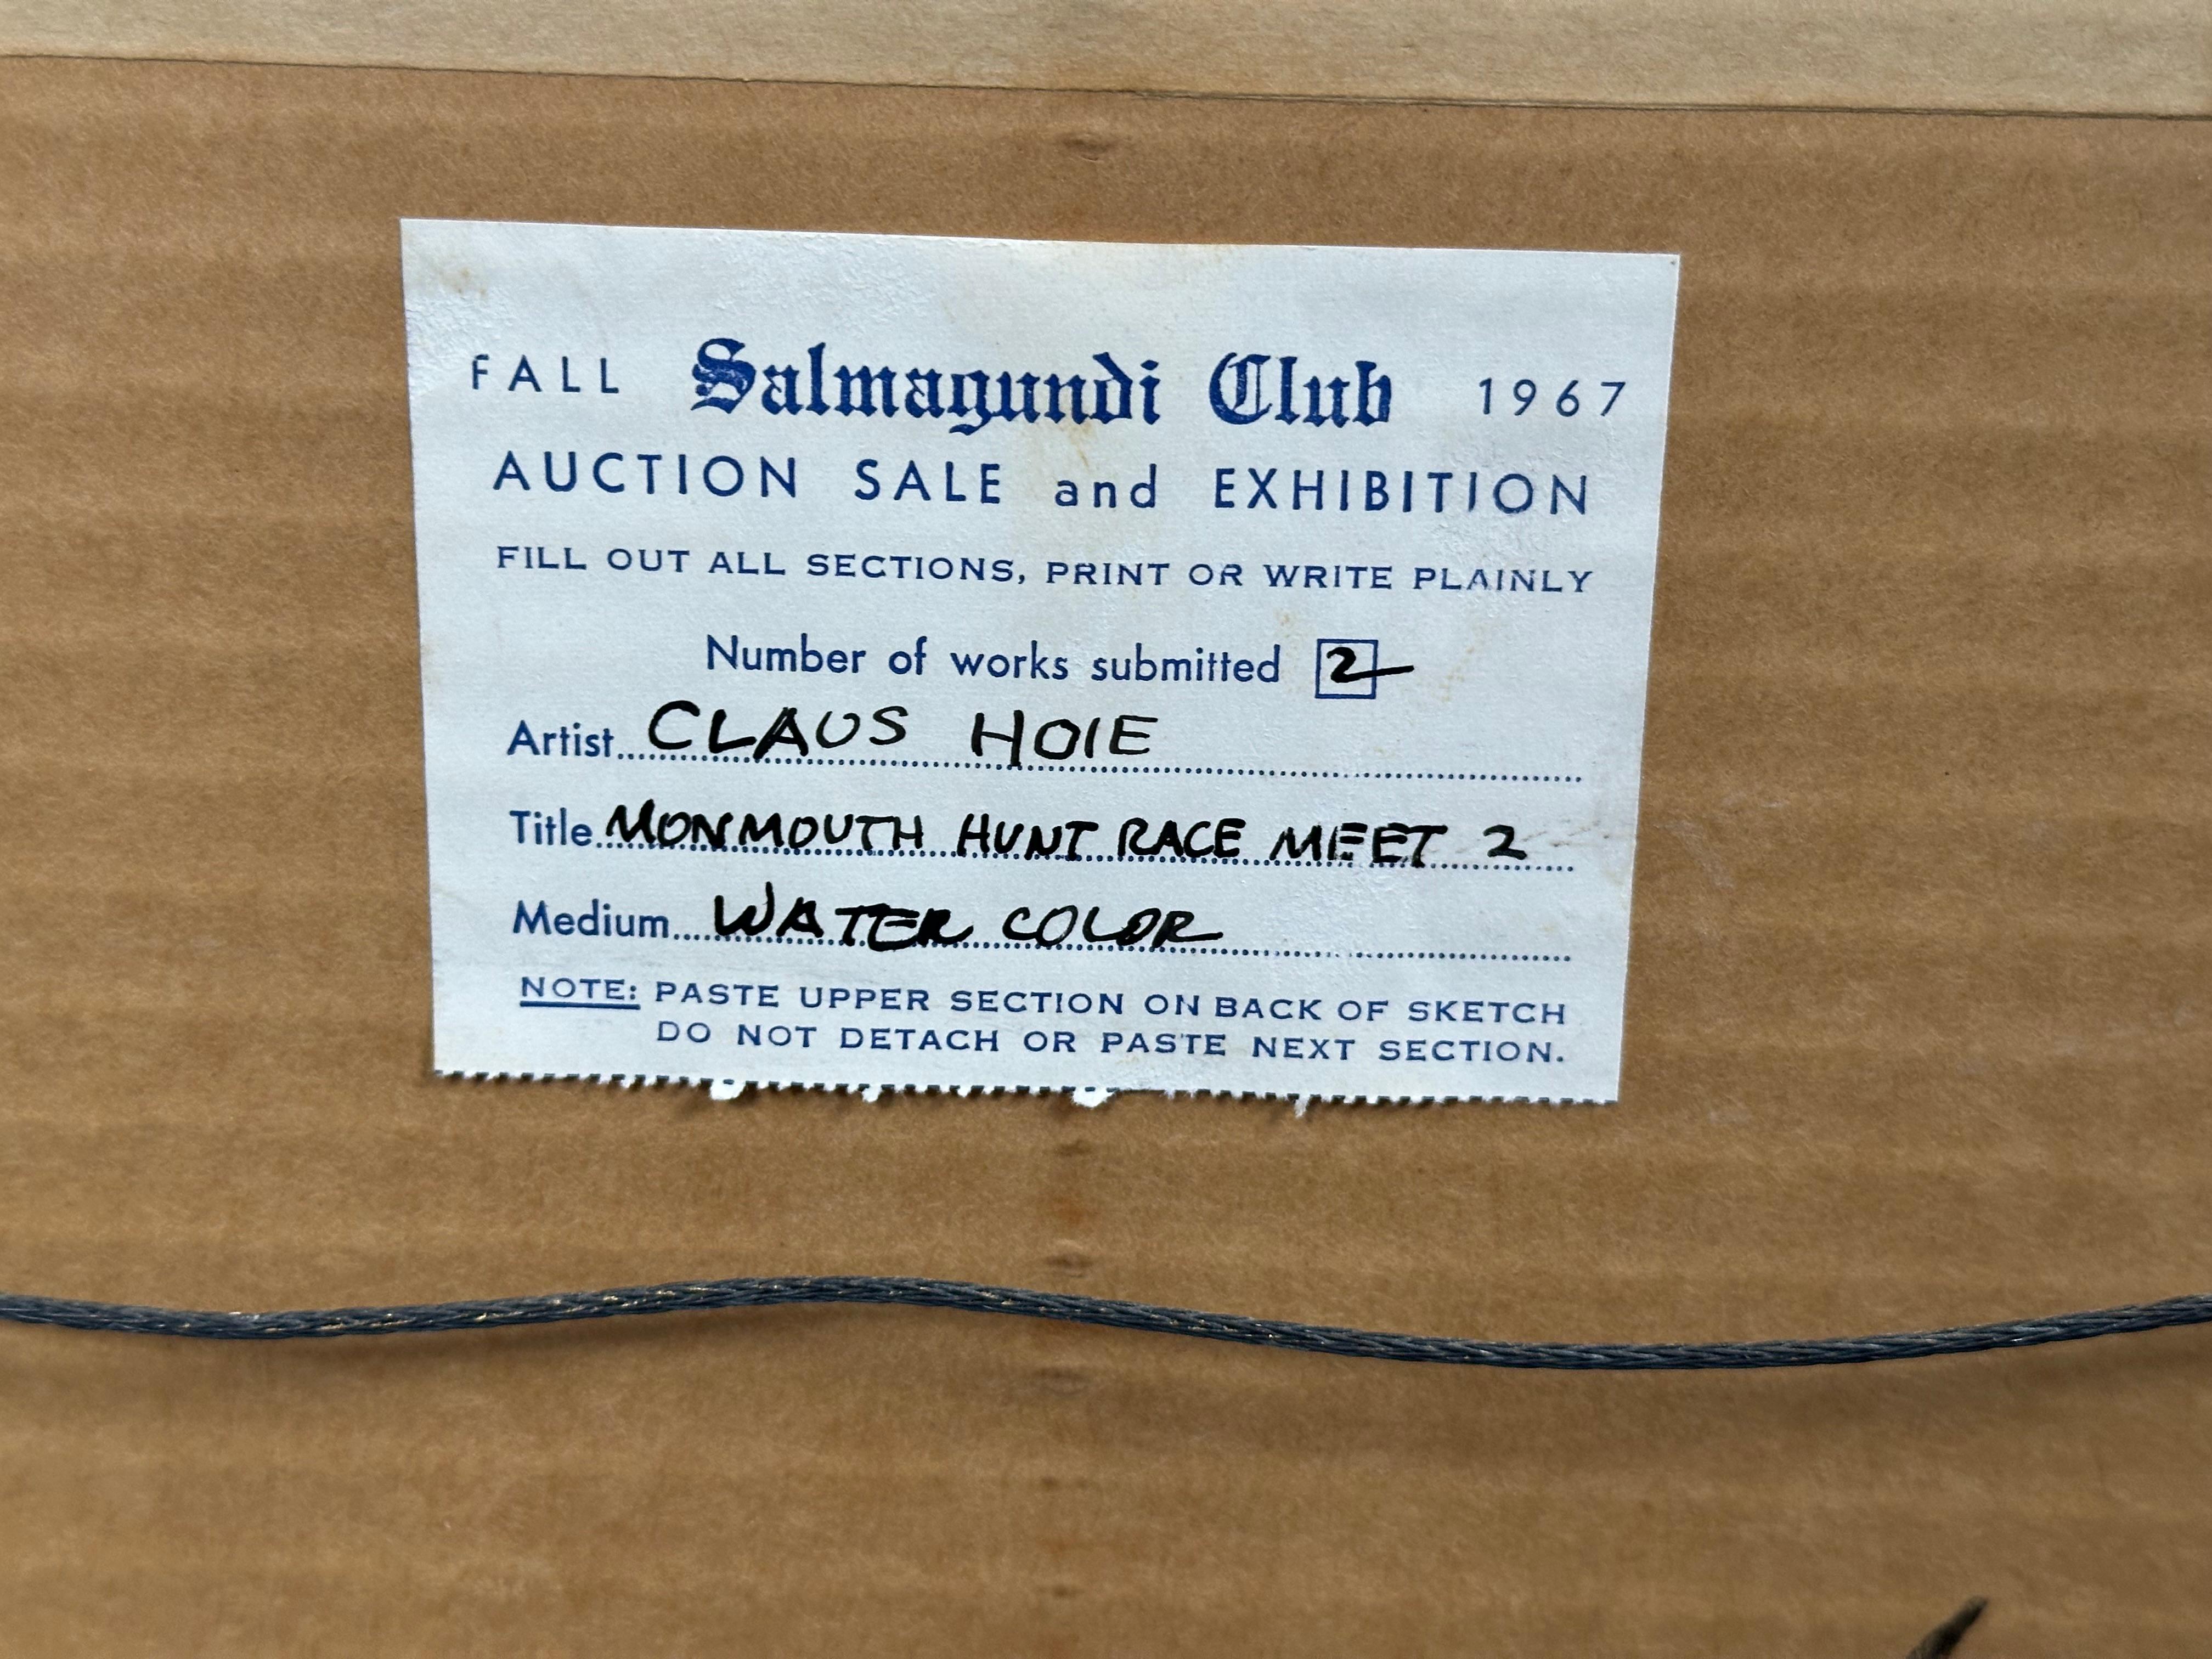 FALL Salmagundi Club 1967
AUCTION SALE and EXHIBITION
FILL OUT ALL SECTIONS, PRINT OR WRITE PLAINLY
Number of works submitted 2
Artist CLAUS HOIE
Title MONMOUTH HUNT RACE MEET 2
Medium WATER COLOR
NOTE: PASTE UPPER SECTION ON BACK OF SKETCH
DO NOT DETACH OR PASTE NEXT SECTION.